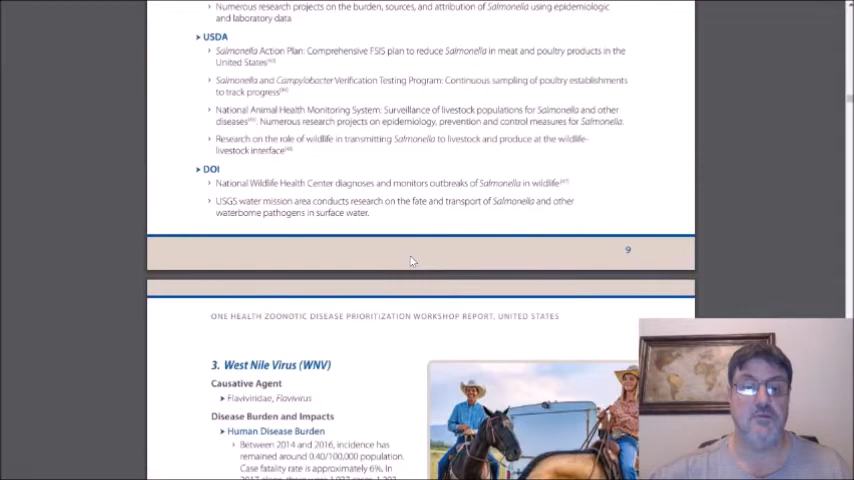 › Numerous research projects on the burden, sources, and attribution of Salmonella using epidemiologic
and laboratory data
➤ USDA
› Salmonella Action Plan: Comprehensive FSIS plan to reduce Salmonella in meat and poultry products in the
United States
› Salmonella and Campylobacter Verification Testing Program: Continuous sampling of poultry establishments
to track progress
› National Animal Health Monitoring System: Surveillance of livestock populations for Salmonella and other
diseases. Numerous research projects on epidemiology, prevention and control measures for Salmonella.
› Research on the role of wildlife in transmitting Salmonella to livestock and produce at the wildlife-
livestock interface
➤ DOI
› National Wildlife Health Center diagnoses and monitors outbreaks of Salmonella in wildlife
› USGS water mission area conducts research on the fate and transport of Salmonella and other
waterborne pathogens in surface water.
9
ONE HEALTH ZOONOTIC DISEASE PRIORITIZATION WORKSHOP REPORT, UNITED STATES
3. West Nile Virus (WNV)
Causative Agent
➤ Flaviviridae, Flavivirus
Disease Burden and Impacts
➤ Human Disease Burden
› Between 2014 and 2016, incidence has
remained around 0.40/100,000 population.
Case fatality rate is approximately 6%. In